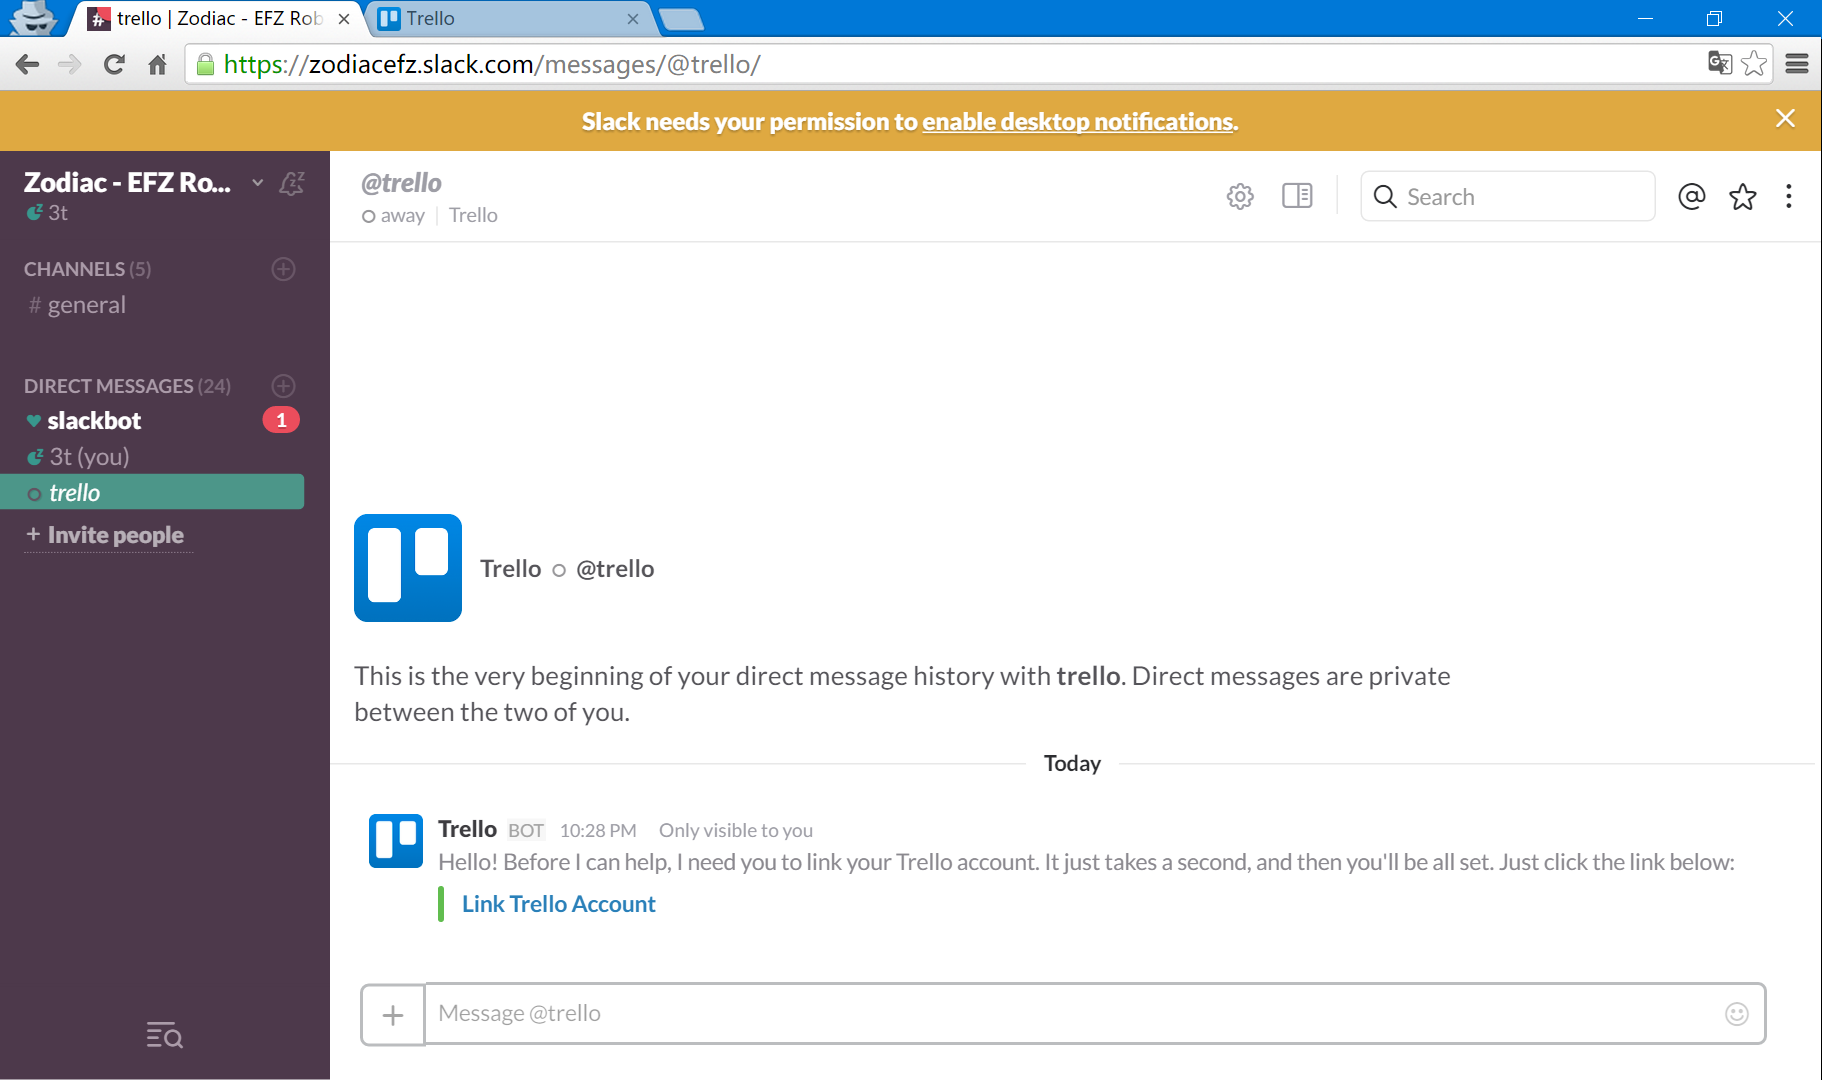 trello | Zodiac - EFZ Rob
Trello
https://zodiacefz.slack.com/messages/@trello/
Slack needs your permission to enable desktop notifications.
Zodiac - EFZ Ro...
3t
CHANNELS (5)
# general
DIRECT MESSAGES (24)
slackbot 1
3t (you)
trello
+ Invite people
@trello
away | Trello
Search
Trello @trello
This is the very beginning of your direct message history with trello. Direct messages are private
between the two of you.
Today
Trello BOT 10:28 PM Only visible to you
Hello! Before I can help, I need you to link your Trello account. It just takes a second, and then you'll be all set. Just click the link below:
Link Trello Account
Message @trello